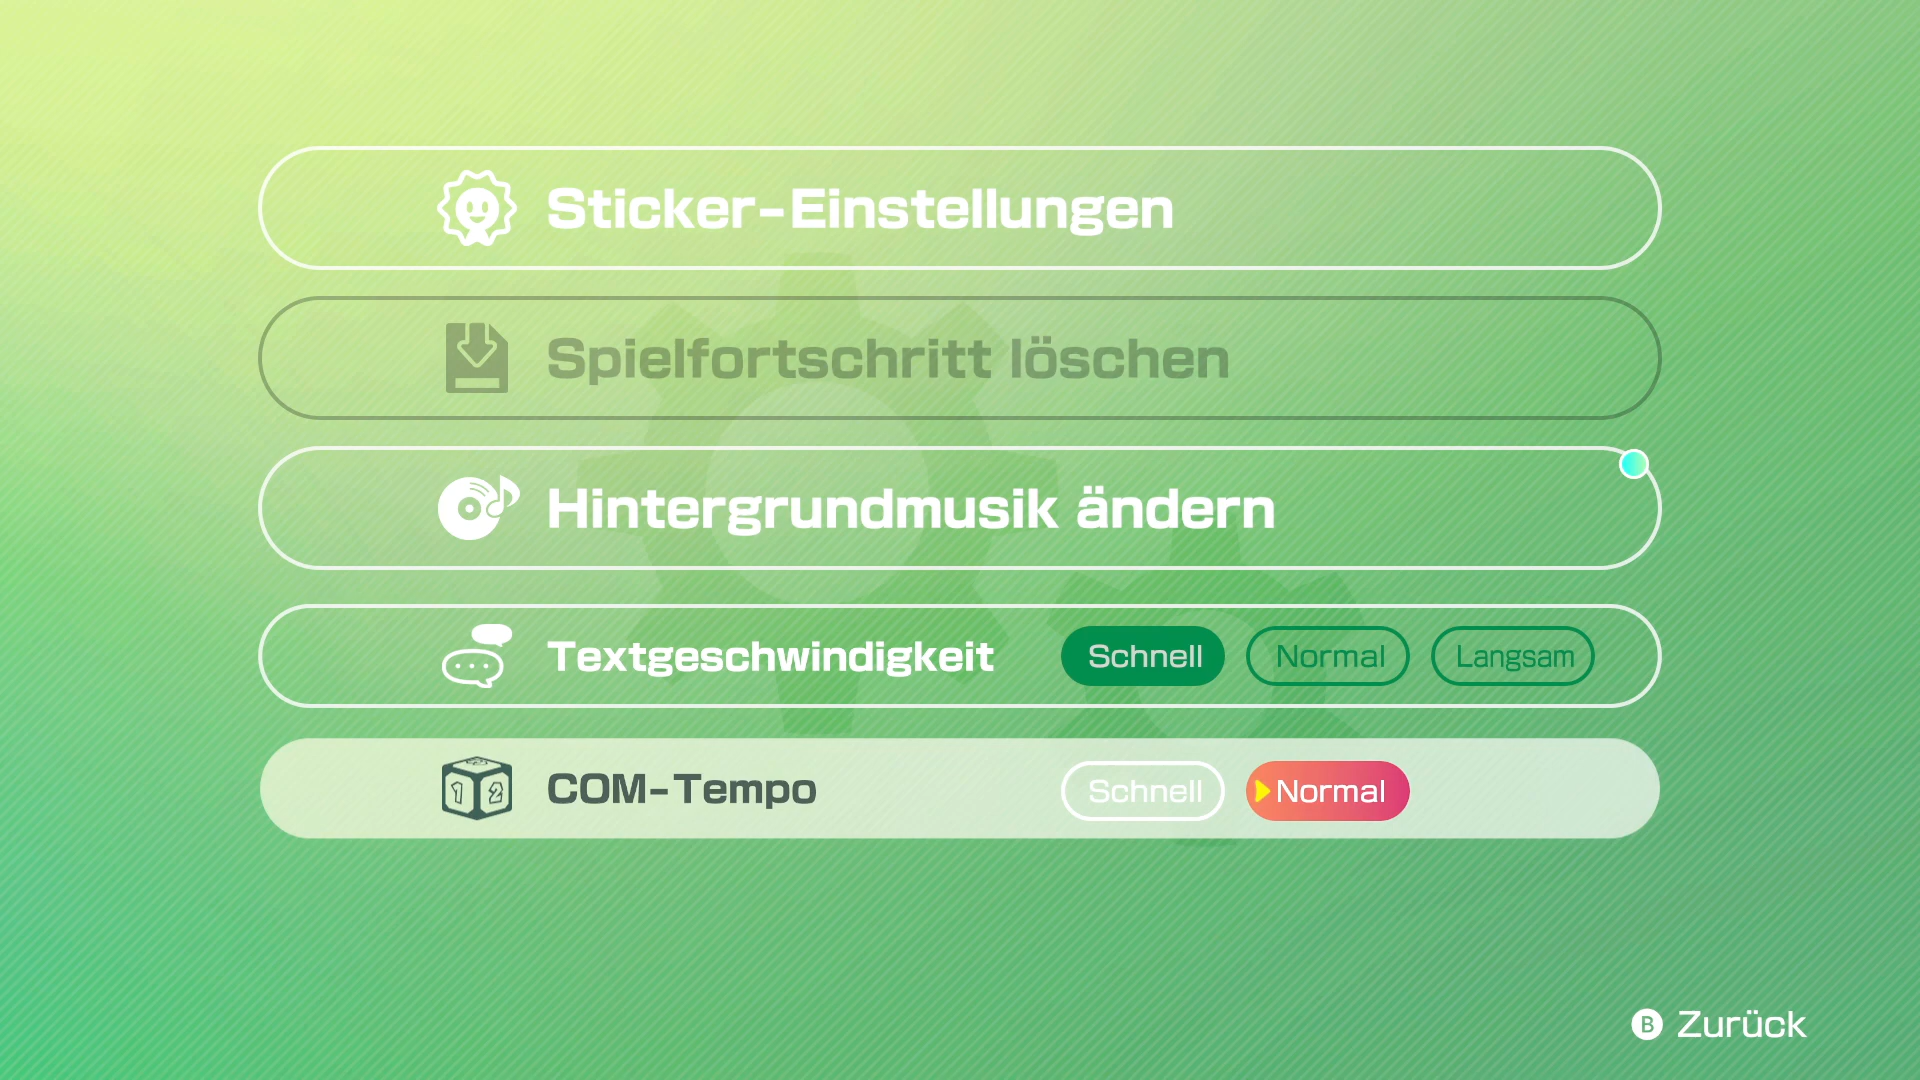 Sticker-Einstellungen
Spielfortschritt löschen
Hintergrundmusik ändern
Textgeschwindigkeit Schnell Normal Langsam
COM-Tempo Schnell Normal
B Zurück